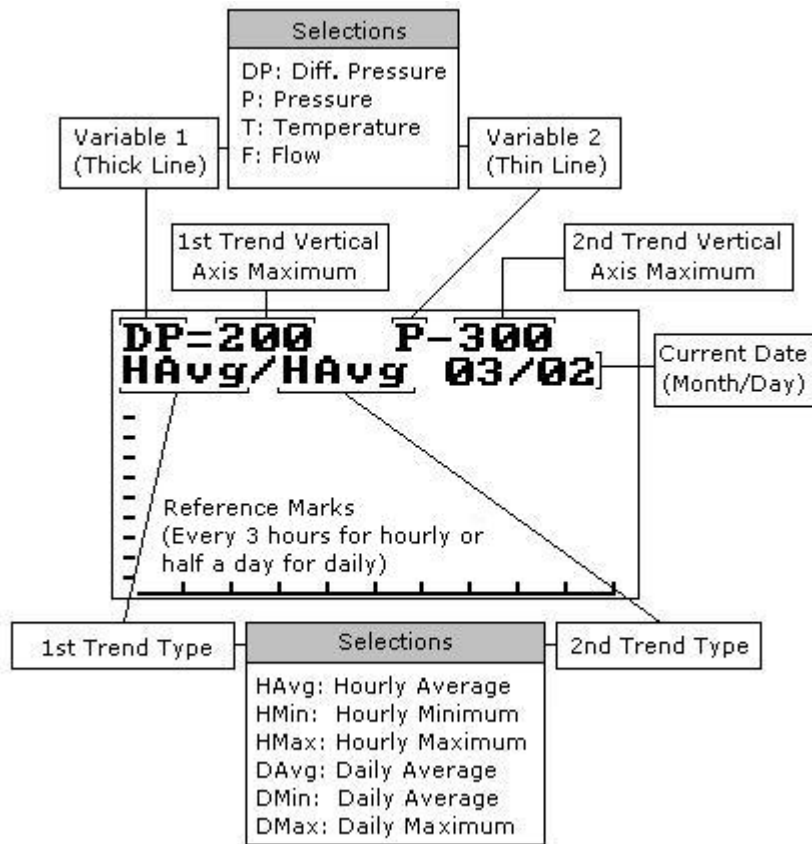 Selections
DP: Diff. Pressure
P: Pressure
T: Temperature
F: Flow
Variable 1
(Thick Line)
Variable 2
(Thin Line)
1st Trend Vertical
Axis Maximum
2nd Trend Vertical
Axis Maximum
DP=200 P-300
HAvg/HAvg 03/02
Current Date
(Month/Day)
Reference Marks
(Every 3 hours for hourly or
half a day for daily)
1st Trend Type
2nd Trend Type
Selections
HAvg: Hourly Average
HMin: Hourly Minimum
HMax: Hourly Maximum
DAvg: Daily Average
DMin: Daily Average
DMax: Daily Maximum